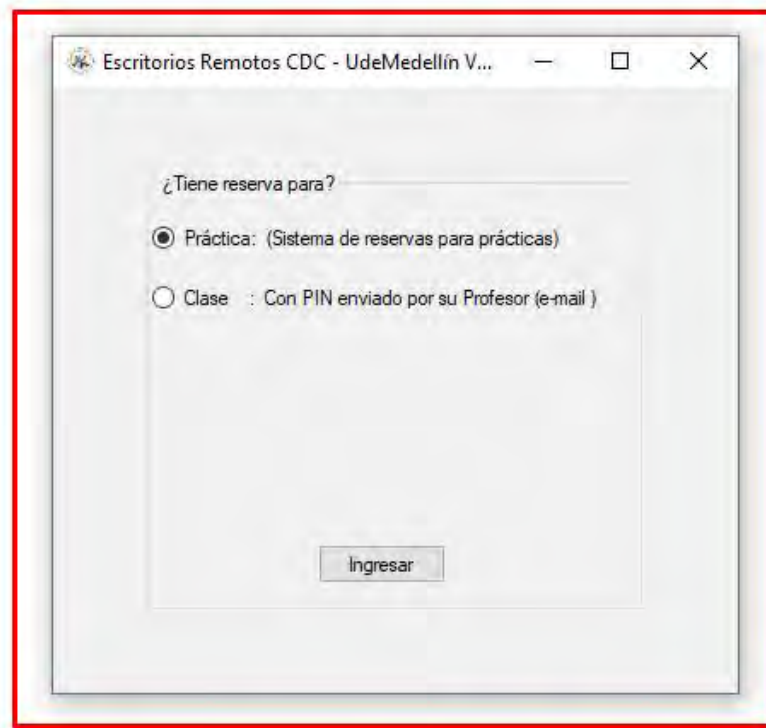 Escritorios Remotos CDC - UdeMedellín V...
¿Tiene reserva para?
Práctica: (Sistema de reservas para prácticas)
Clase : Con PIN enviado por su Profesor (e-mail )
Ingresar